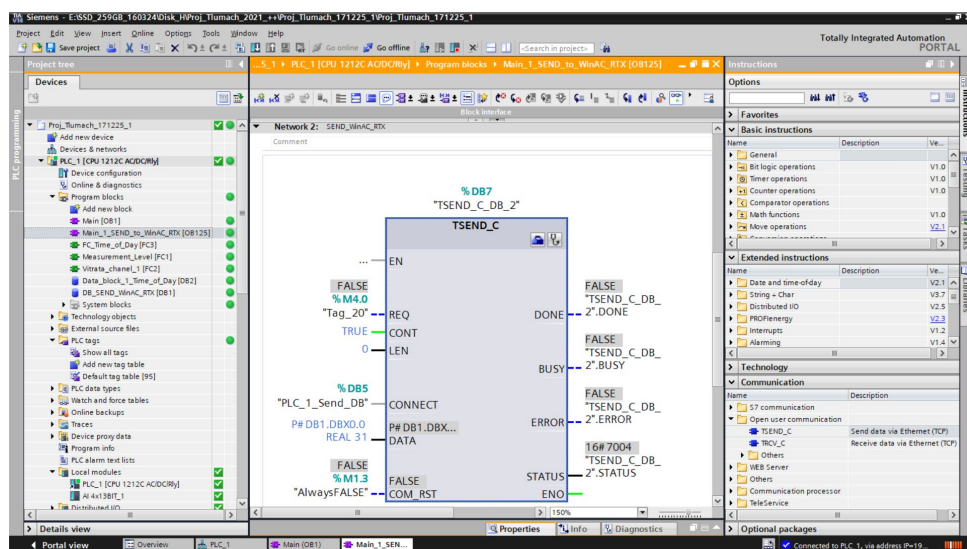 Siemens - E:\SSD_259GB_160324\Disk_H\Proj_Tlumach_2021_++\Proj_Tlumach_171225_1\Proj_Tlumach_171225_1
Project Edit View Insert Online Options Tools Window Help
Totally Integrated Automation
PORTAL
Save project
Go online
Go offline
<Search in project>
Project tree
...5_1 ▸ PLC_1 [CPU 1212C AC/DC/Rly] ▸ Program blocks ▸ Main_1_SEND_to_WinAC_RTX [OB125]
Instructions
Devices
Options
PLC programming
Proj_Tlumach_171225_1
Add new device
Devices & networks
PLC_1 [CPU 1212C AC/DC/Rly]
Device configuration
Online & diagnostics
Program blocks
Add new block
Main [OB1]
Main_1_SEND_to_WinAC_RTX [OB125]
FC_Time_of_Day [FC3]
Measurement_Level [FC1]
Vitrata_chanel_1 [FC2]
Data_block_1_Time_of_Day [DB2]
DB_SEND_WinAC_RTX [DB1]
System blocks
Technology objects
External source files
PLC tags
Show all tags
Add new tag table
Default tag table [95]
PLC data types
Watch and force tables
Online backups
Traces
Device proxy data
Program info
PLC alarm text lists
Local modules
PLC_1 [CPU 1212C AC/DC/Rly]
AI 4x13BIT_1
Distributed I/O
Details view
Block interface
Network 2: SEND_WinAC_RTX
Comment
%DB7
"TSEND_C_DB_2"
TSEND_C
... EN
FALSE
%M4.0
"Tag_20" REQ
TRUE CONT
0 LEN
%DB5
"PLC_1_Send_DB" CONNECT
P#DB1.DBX0.0
REAL 31
P#DB1.DBX...
DATA
FALSE
%M1.3
"AlwaysFALSE"
FALSE
COM_RST
FALSE
"TSEND_C_DB_
DONE 2".DONE
FALSE
"TSEND_C_DB_
BUSY 2".BUSY
FALSE
"TSEND_C_DB_
ERROR 2".ERROR
16#7004
"TSEND_C_DB_
STATUS 2".STATUS
ENO
150%
Properties Info Diagnostics
Favorites
Basic instructions
Name Description Ve...
General
Bit logic operations V1.0
Timer operations V1.0
Counter operations V1.0
Comparator operations
Math functions V1.0
Move operations V2.1
Extended instructions
Name Description Ve...
Date and time-of-day V2.1
String + Char V3.7
Distributed I/O V2.5
PROFIenergy V2.3
Interrupts V1.2
Alarming V1.4
Technology
Communication
Name Description
S7 communication
Open user communication
TSEND_C Send data via Ethernet (TCP)
TRCV_C Receive data via Ethernet (TCP)
Others
WEB Server
Others
Communication processor
TeleService
Optional packages
Instructions
Testing
Tasks
Libraries
Portal view
Overview
PLC_1
Main (OB1)
Main_1_SEN...
Connected to PLC_1, via address IP=19...